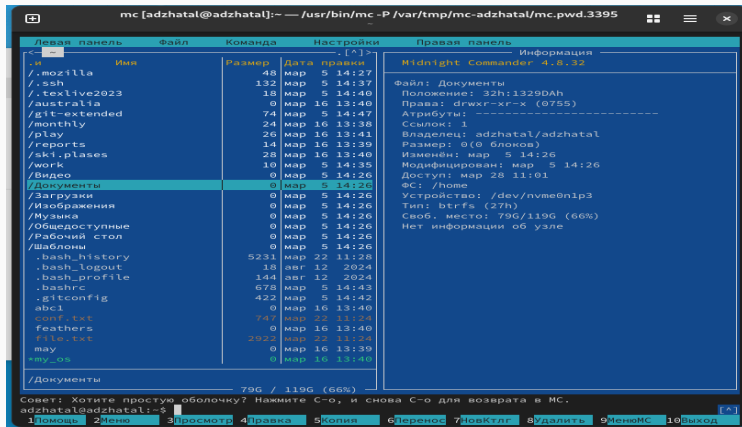 mc [adzhatal@adzhatal]:~ — /usr/bin/mc -P /var/tmp/mc-adzhatal/mc.pwd.3395
~
Левая панель Файл Команда Настройки Правая панель
<— ~ .[^]> Информация
.и Имя Размер Дата правки Midnight Commander 4.8.32
/.mozilla 48 мар 5 14:27
/.ssh 132 мар 5 14:37 Файл: Документы
/.texlive2023 18 мар 5 14:40 Положение: 32h:1329DAh
/australia 0 мар 16 13:40 Права: drwxr-xr-x (0755)
/git-extended 74 мар 5 14:47 Атрибуты: -------------------------
/monthly 24 мар 16 13:38 Ссылок: 1
/play 26 мар 16 13:41 Владелец: adzhatal/adzhatal
/reports 14 мар 16 13:39 Размер: 0(0 блоков)
/ski.plases 28 мар 16 13:40 Изменён: мар 5 14:26
/work 10 мар 5 14:35 Модифицирован: мар 5 14:26
/Видео 0 мар 5 14:26 Доступ: мар 28 11:01
/Документы 0 мар 5 14:26 ФС: /home
/Загрузки 0 мар 5 14:26 Устройство: /dev/nvme0n1p3
/Изображения 0 мар 5 14:26 Тип: btrfs (27h)
/Музыка 0 мар 5 14:26 Своб. место: 79G/119G (66%)
/Общедоступные 0 мар 5 14:26 Нет информации об узле
/Рабочий стол 0 мар 5 14:26
/Шаблоны 0 мар 5 14:26
.bash_history 5231 мар 22 11:28
.bash_logout 18 авг 12 2024
.bash_profile 144 авг 12 2024
.bashrc 678 мар 5 14:43
.gitconfig 422 мар 5 14:42
abc1 0 мар 16 13:40
conf.txt 747 мар 22 11:24
feathers 0 мар 16 13:40
file.txt 2922 мар 22 11:24
may 0 мар 16 13:39
*my_os 0 мар 16 13:40
/Документы
79G / 119G (66%)
Совет: Хотите простую оболочку? Нажмите C-o, и снова C-o для возврата в MC.
adzhatal@adzhatal:~$ [^]
1Помощь 2Меню 3Просмотр 4Правка 5Копия 6Перенос 7НовКтлг 8Удалить 9МенюMC 10Выход